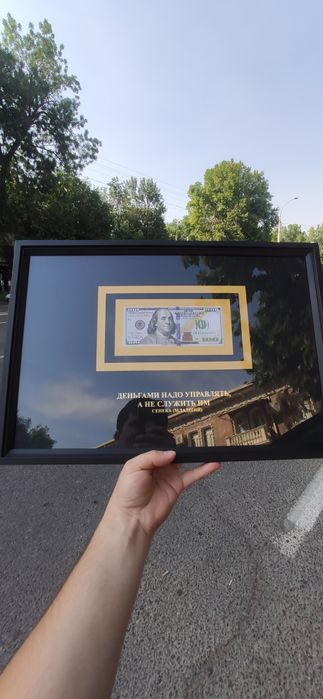 ДЕНЬГАМИ НАДО УПРАВЛЯТЬ,
А НЕ СЛУЖИТЬ ИМ
СЕНЕКА (МЛАДШИЙ)